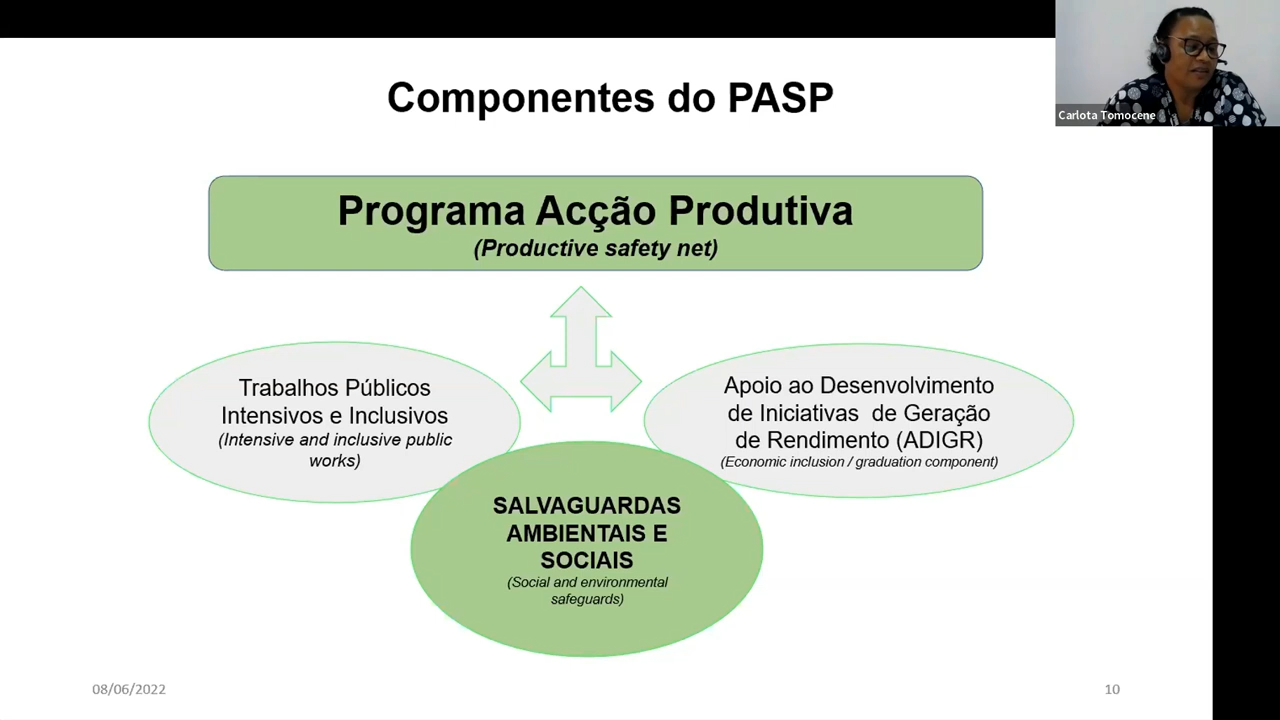 Componentes do PASP
Carlota Tomocene
Programa Acção Produtiva
(Productive safety net)
Trabalhos Públicos
Intensivos e Inclusivos
(Intensive and inclusive public
works)
Apoio ao Desenvolvimento
de Iniciativas de Geração
de Rendimento (ADIGR)
(Economic inclusion / graduation component)
SALVAGUARDAS
AMBIENTAIS E
SOCIAIS
(Social and environmental
safeguards)
08/06/2022
10